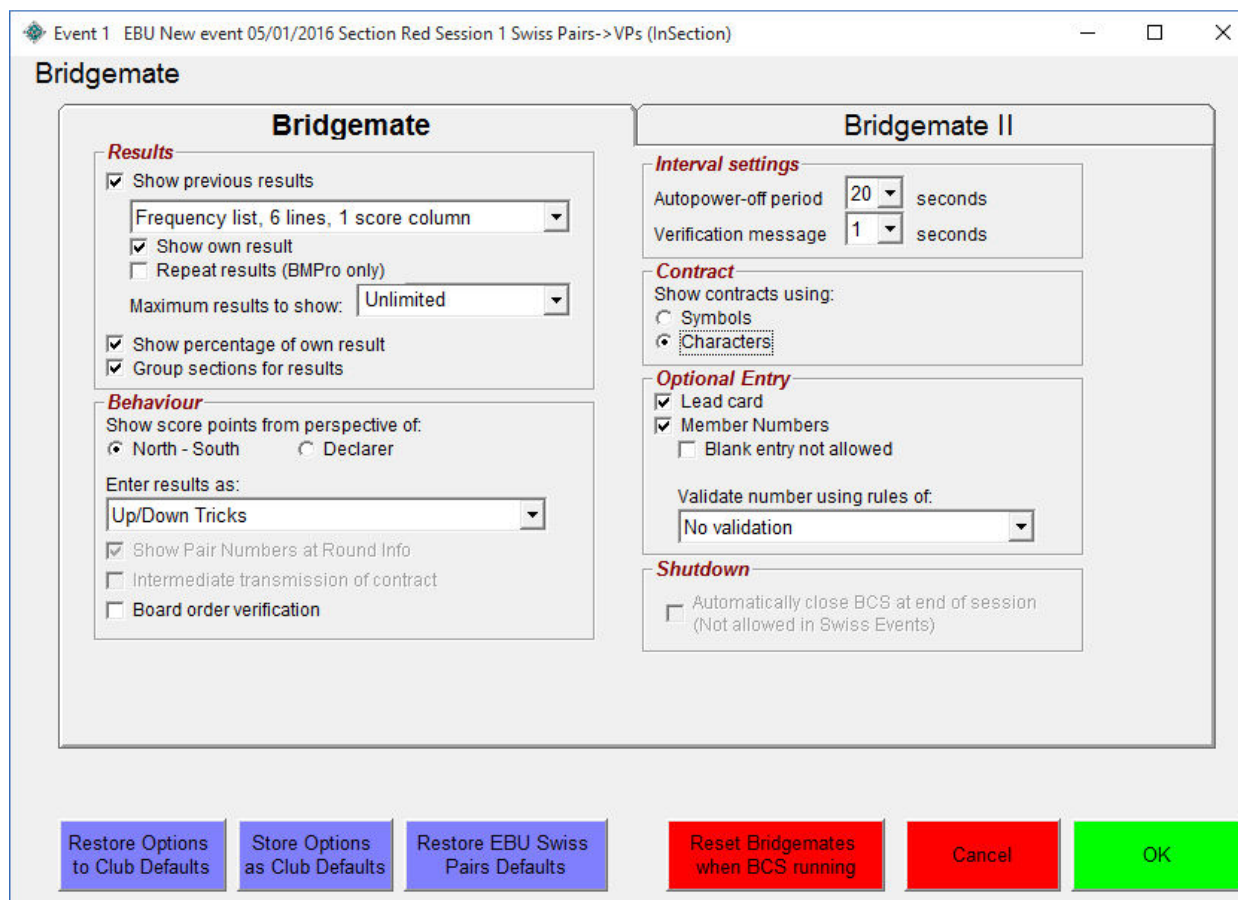 Event 1 EBU New event 05/01/2016 Section Red Session 1 Swiss Pairs->VPs (InSection)
Bridgemate
Bridgemate
Bridgemate II
Results
Show previous results
Frequency list, 6 lines, 1 score column
Show own result
Repeat results (BMPro only)
Maximum results to show:
Unlimited
Show percentage of own result
Group sections for results
Behaviour
Show score points from perspective of:
North - South
Declarer
Enter results as:
Up/Down Tricks
Show Pair Numbers at Round Info
Intermediate transmission of contract
Board order verification
Interval settings
Autopower-off period 20 seconds
Verification message 1 seconds
Contract
Show contracts using:
Symbols
Characters
Optional Entry
Lead card
Member Numbers
Blank entry not allowed
Validate number using rules of:
No validation
Shutdown
Automatically close BCS at end of session
(Not allowed in Swiss Events)
Restore Options
to Club Defaults
Store Options
as Club Defaults
Restore EBU Swiss
Pairs Defaults
Reset Bridgemates
when BCS running
Cancel
OK